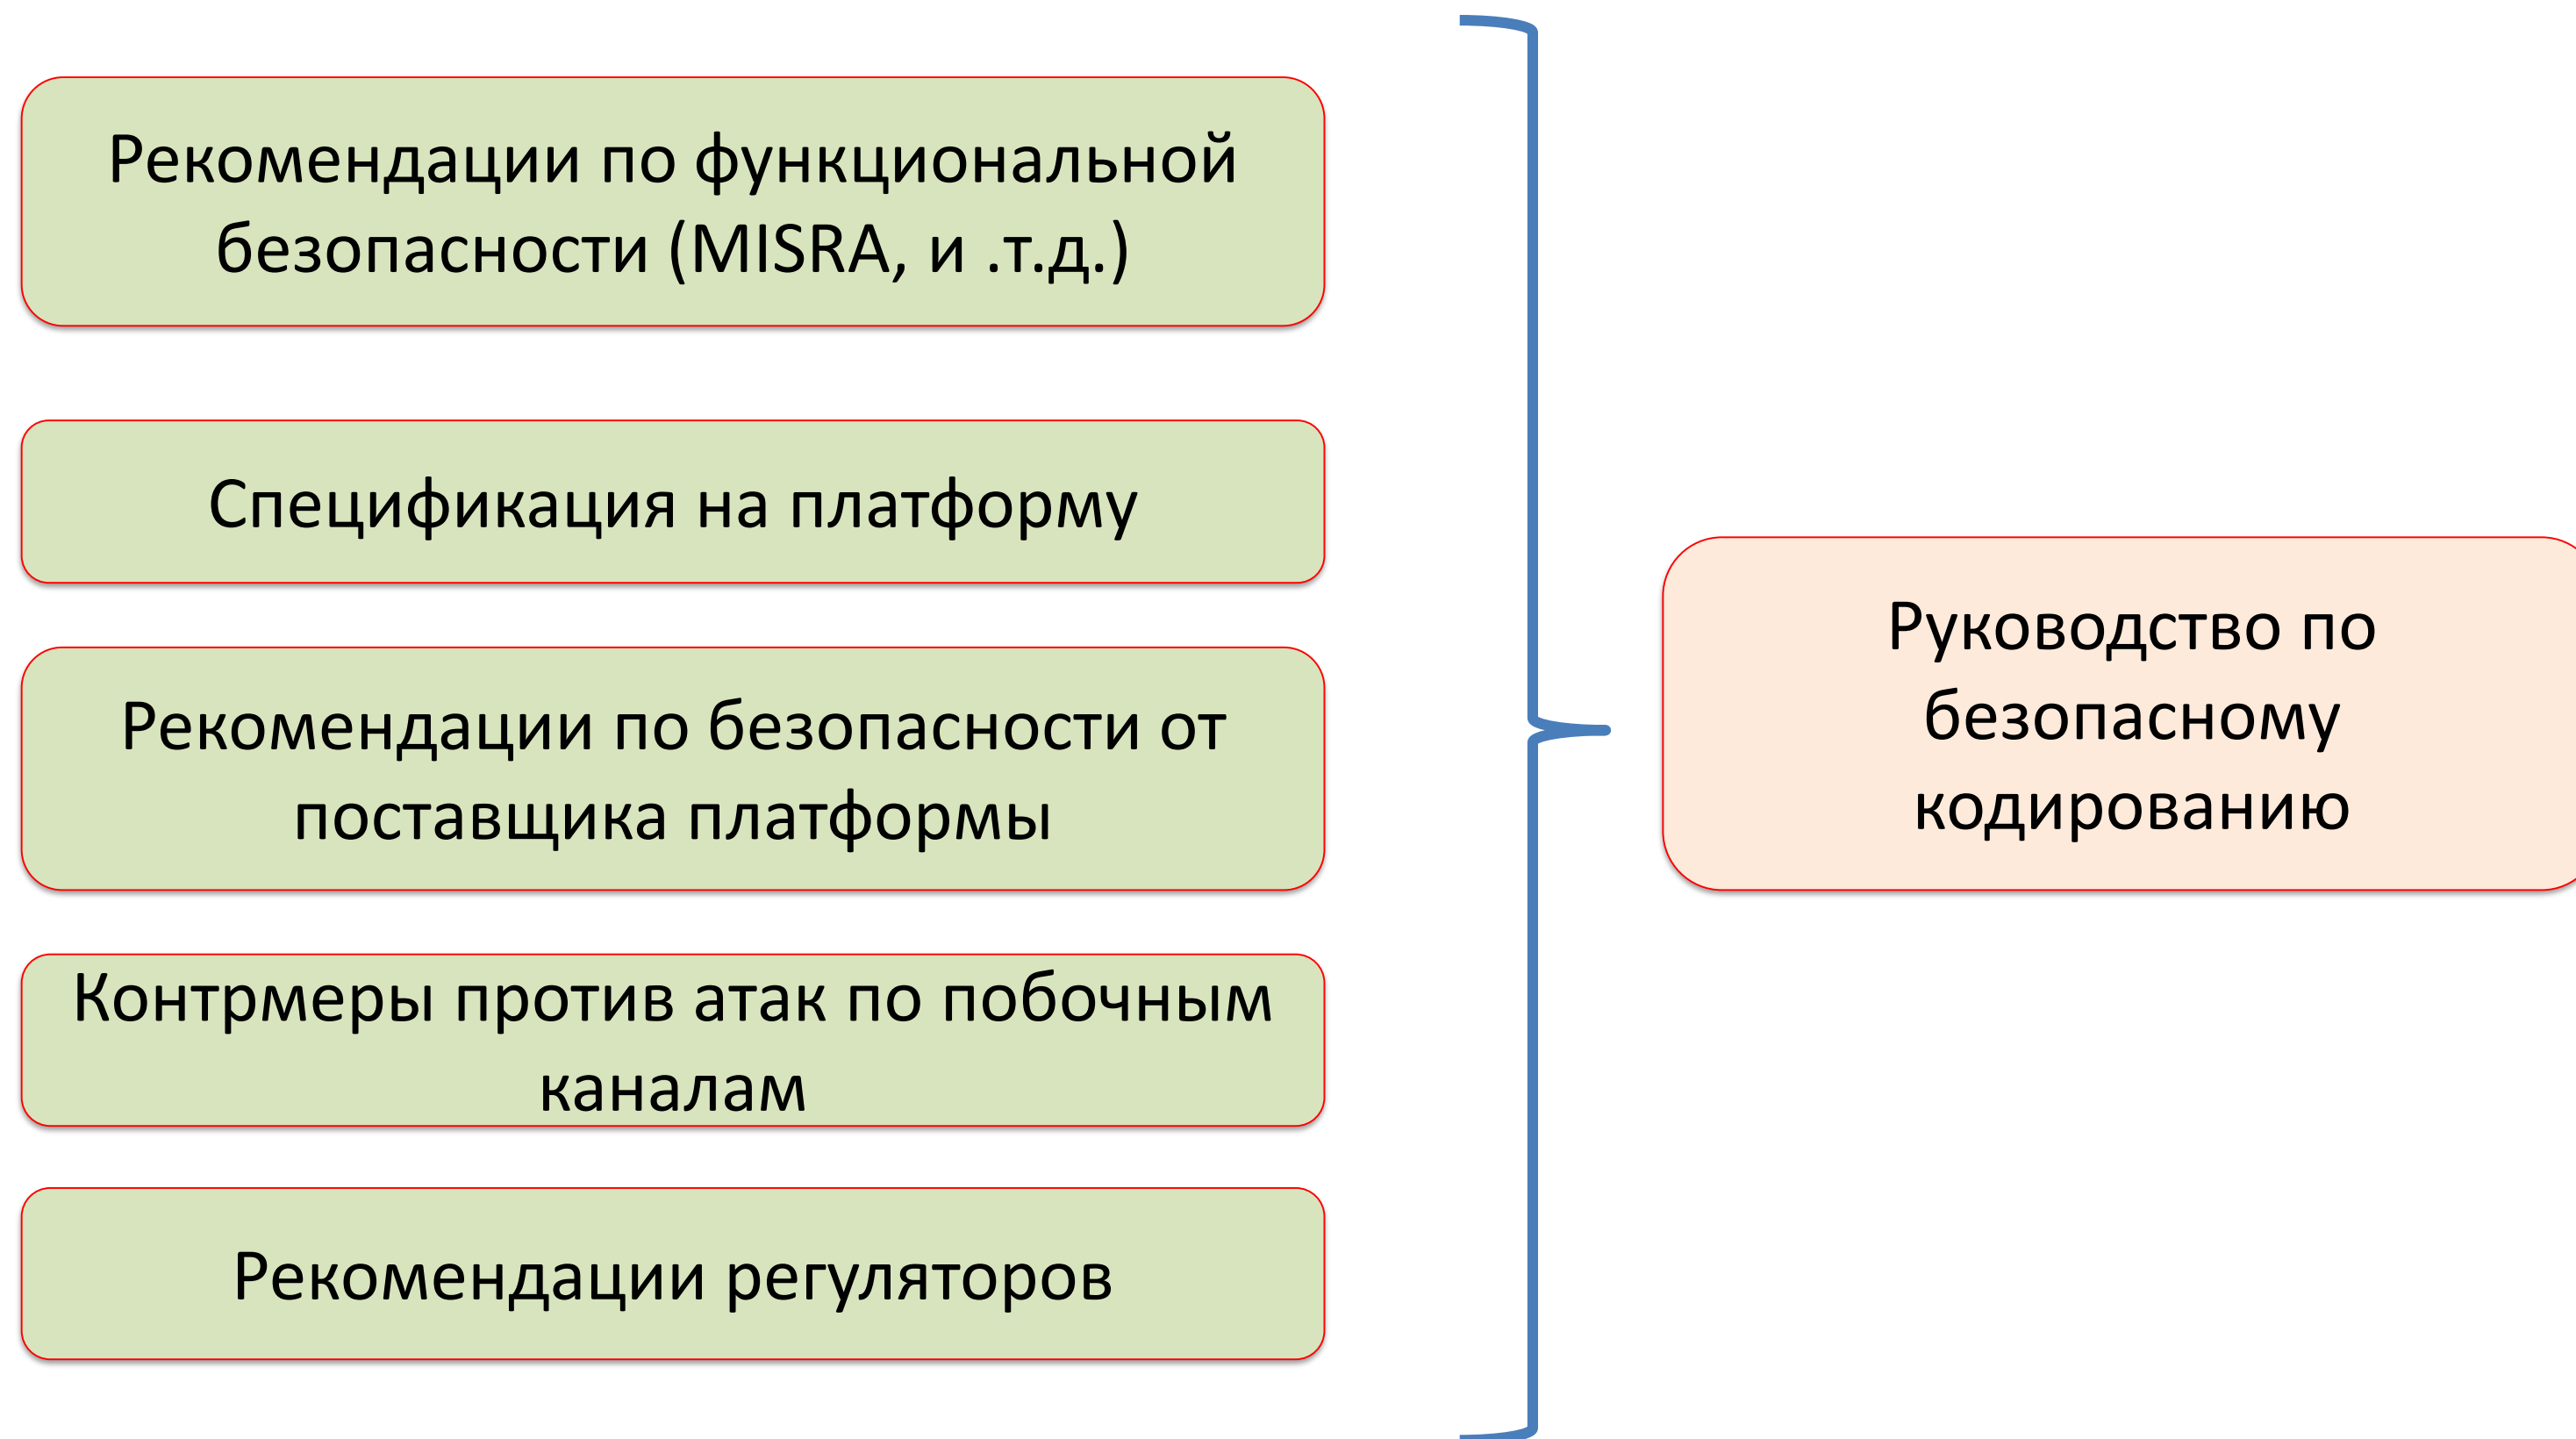 Рекомендации по функциональной
безопасности (MISRA, и .т.д.)
Спецификация на платформу
Рекомендации по безопасности от
поставщика платформы
Контрмеры против атак по побочным
каналам
Рекомендации регуляторов
Руководство по
безопасному
кодированию